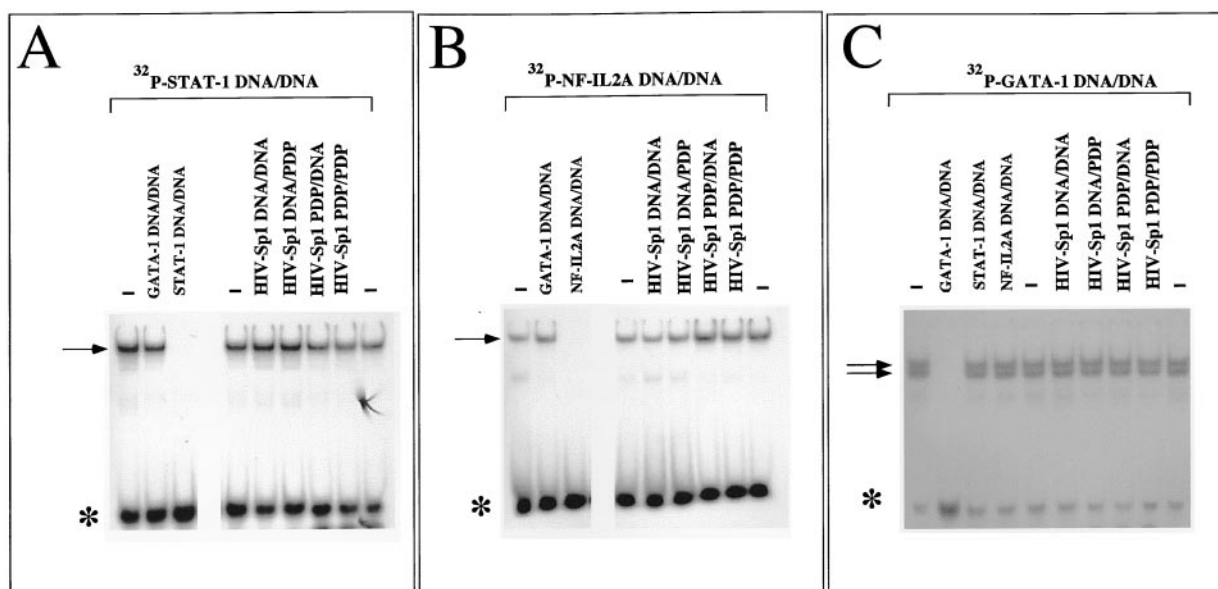 A
³²P-STAT-1 DNA/DNA
–
GATA-1 DNA/DNA
STAT-1 DNA/DNA
–
HIV-Sp1 DNA/DNA
HIV-Sp1 DNA/PDP
HIV-Sp1 PDP/DNA
HIV-Sp1 PDP/PDP
–
*
B
³²P-NF-IL2A DNA/DNA
–
GATA-1 DNA/DNA
NF-IL2A DNA/DNA
–
HIV-Sp1 DNA/DNA
HIV-Sp1 DNA/PDP
HIV-Sp1 PDP/DNA
HIV-Sp1 PDP/PDP
–
*
C
³²P-GATA-1 DNA/DNA
–
GATA-1 DNA/DNA
STAT-1 DNA/DNA
NF-IL2A DNA/DNA
–
HIV-Sp1 DNA/DNA
HIV-Sp1 DNA/PDP
HIV-Sp1 PDP/DNA
HIV-Sp1 PDP/PDP
–
*